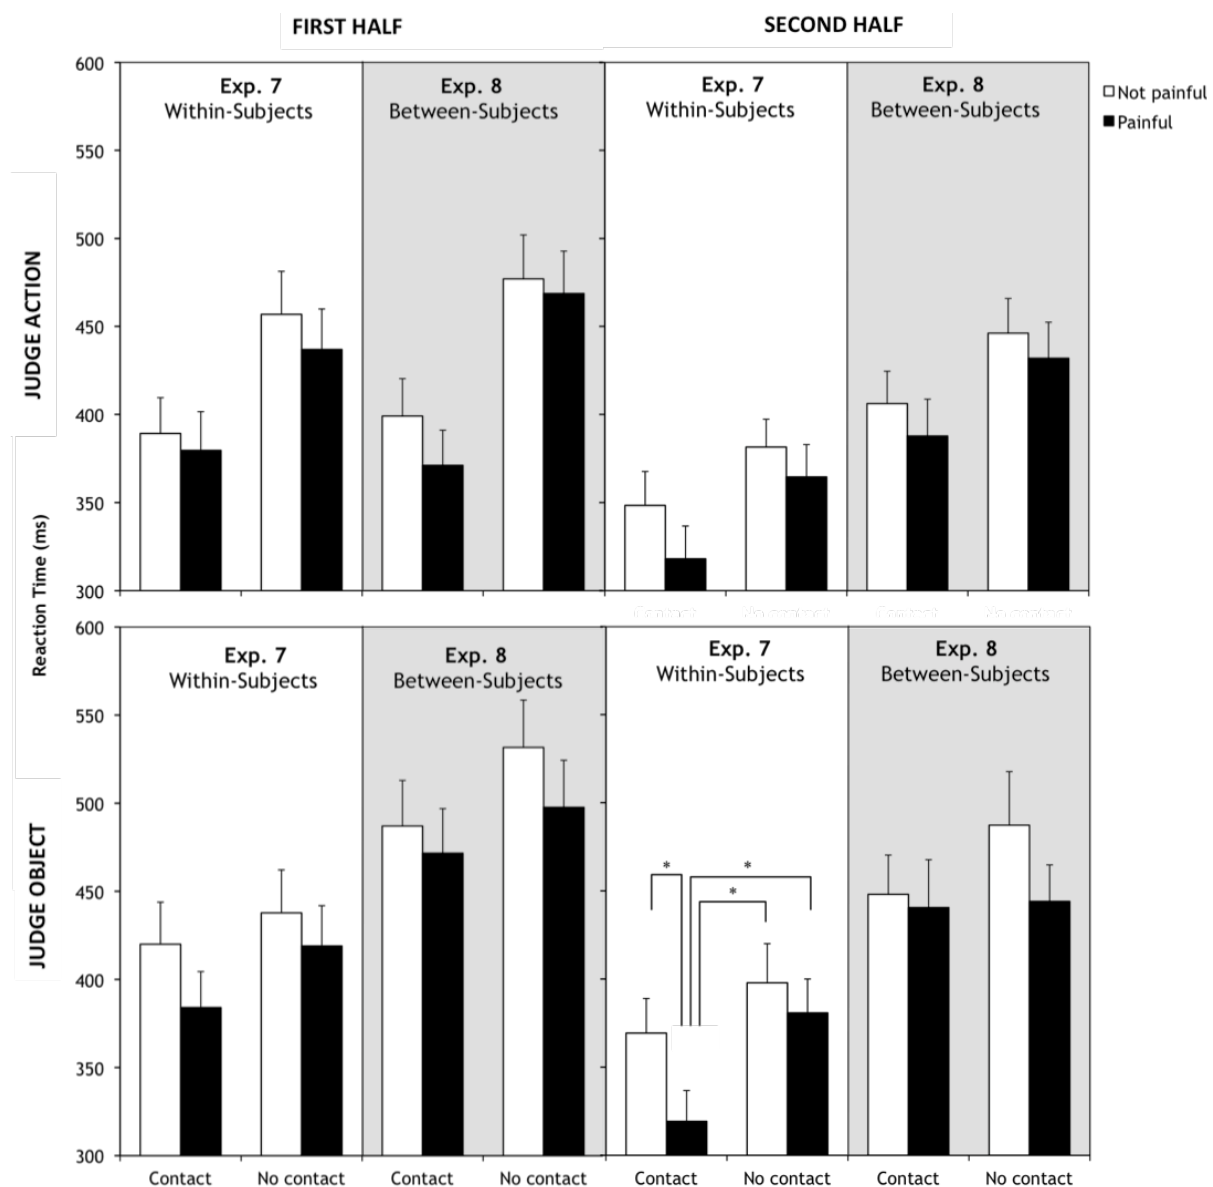 FIRST HALF
SECOND HALF
600
Exp. 7
Within-Subjects
Exp. 8
Between-Subjects
Exp. 7
Within-Subjects
Exp. 8
Between-Subjects
Not painful
Painful
550
500
450
400
350
300
JUDGE ACTION
Reaction Time (ms)
600
Exp. 7
Within-Subjects
Exp. 8
Between-Subjects
Exp. 7
Within-Subjects
Exp. 8
Between-Subjects
550
500
450
400
350
300
* * *
JUDGE OBJECT
Contact No contact Contact No contact Contact No contact Contact No contact